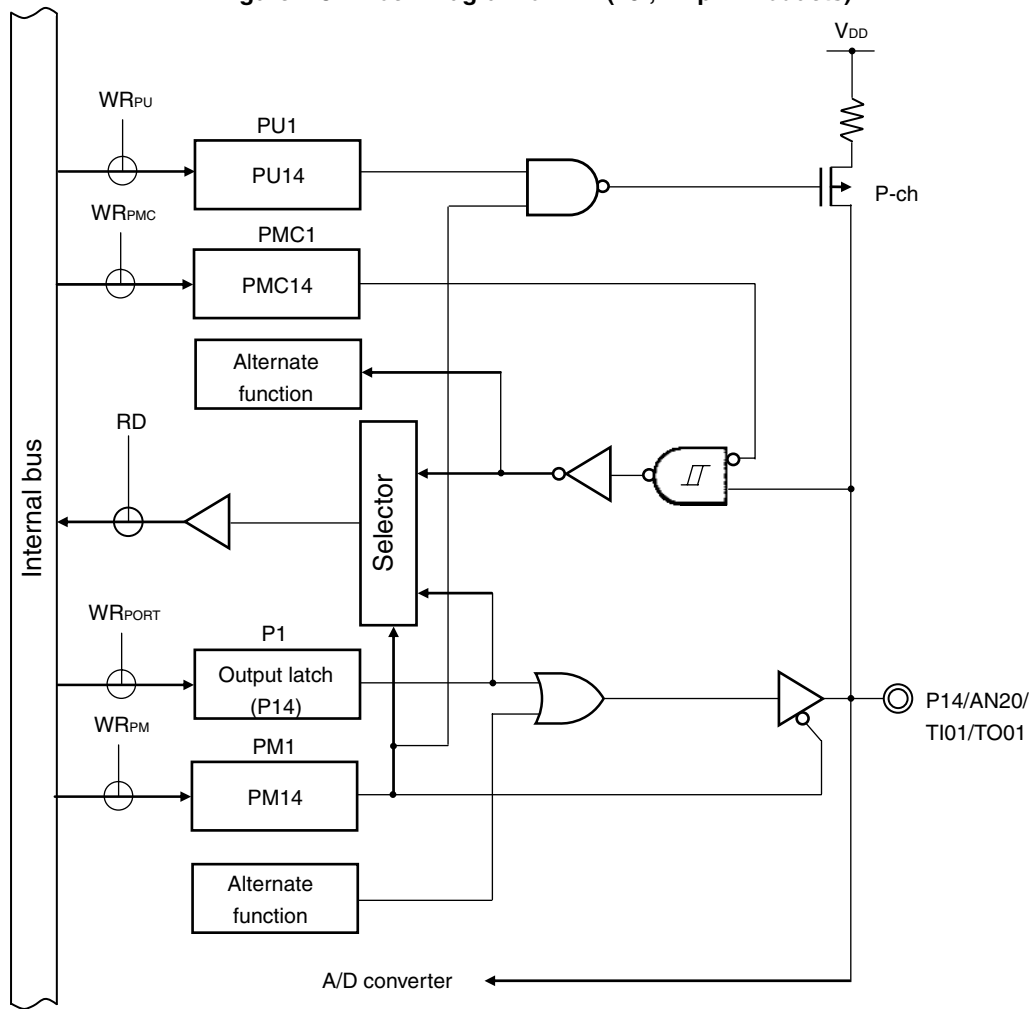 VDD
WRPU
PU1
PU14
P-ch
WRPMC
PMC1
PMC14
Alternate
function
RD
Internal bus
Selector
WRPORT
P1
Output latch
(P14)
P14/AN20/
TI01/TO01
WRPM
PM1
PM14
Alternate
function
A/D converter